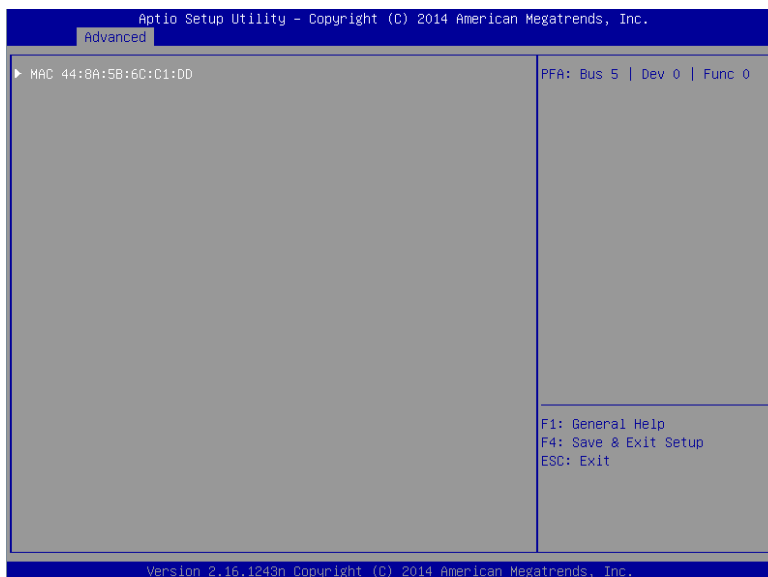 Aptio Setup Utility – Copyright (C) 2014 American Megatrends, Inc.
Advanced
▶ MAC 44:8A:5B:6C:C1:DD
PFA: Bus 5 | Dev 0 | Func 0
F1: General Help
F4: Save & Exit Setup
ESC: Exit
Version 2.16.1243n Copyright (C) 2014 American Megatrends, Inc.